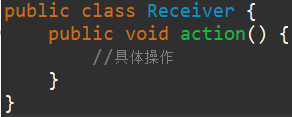 public class Receiver {
    public void action() {
        //具体操作
    }
}